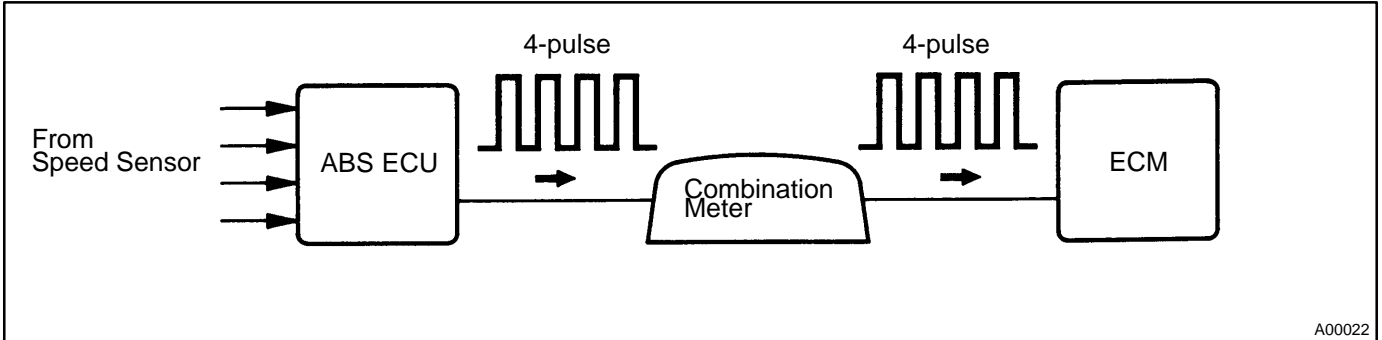 4-pulse
4-pulse
From
Speed Sensor
ABS ECU
Combination
Meter
ECM
A00022